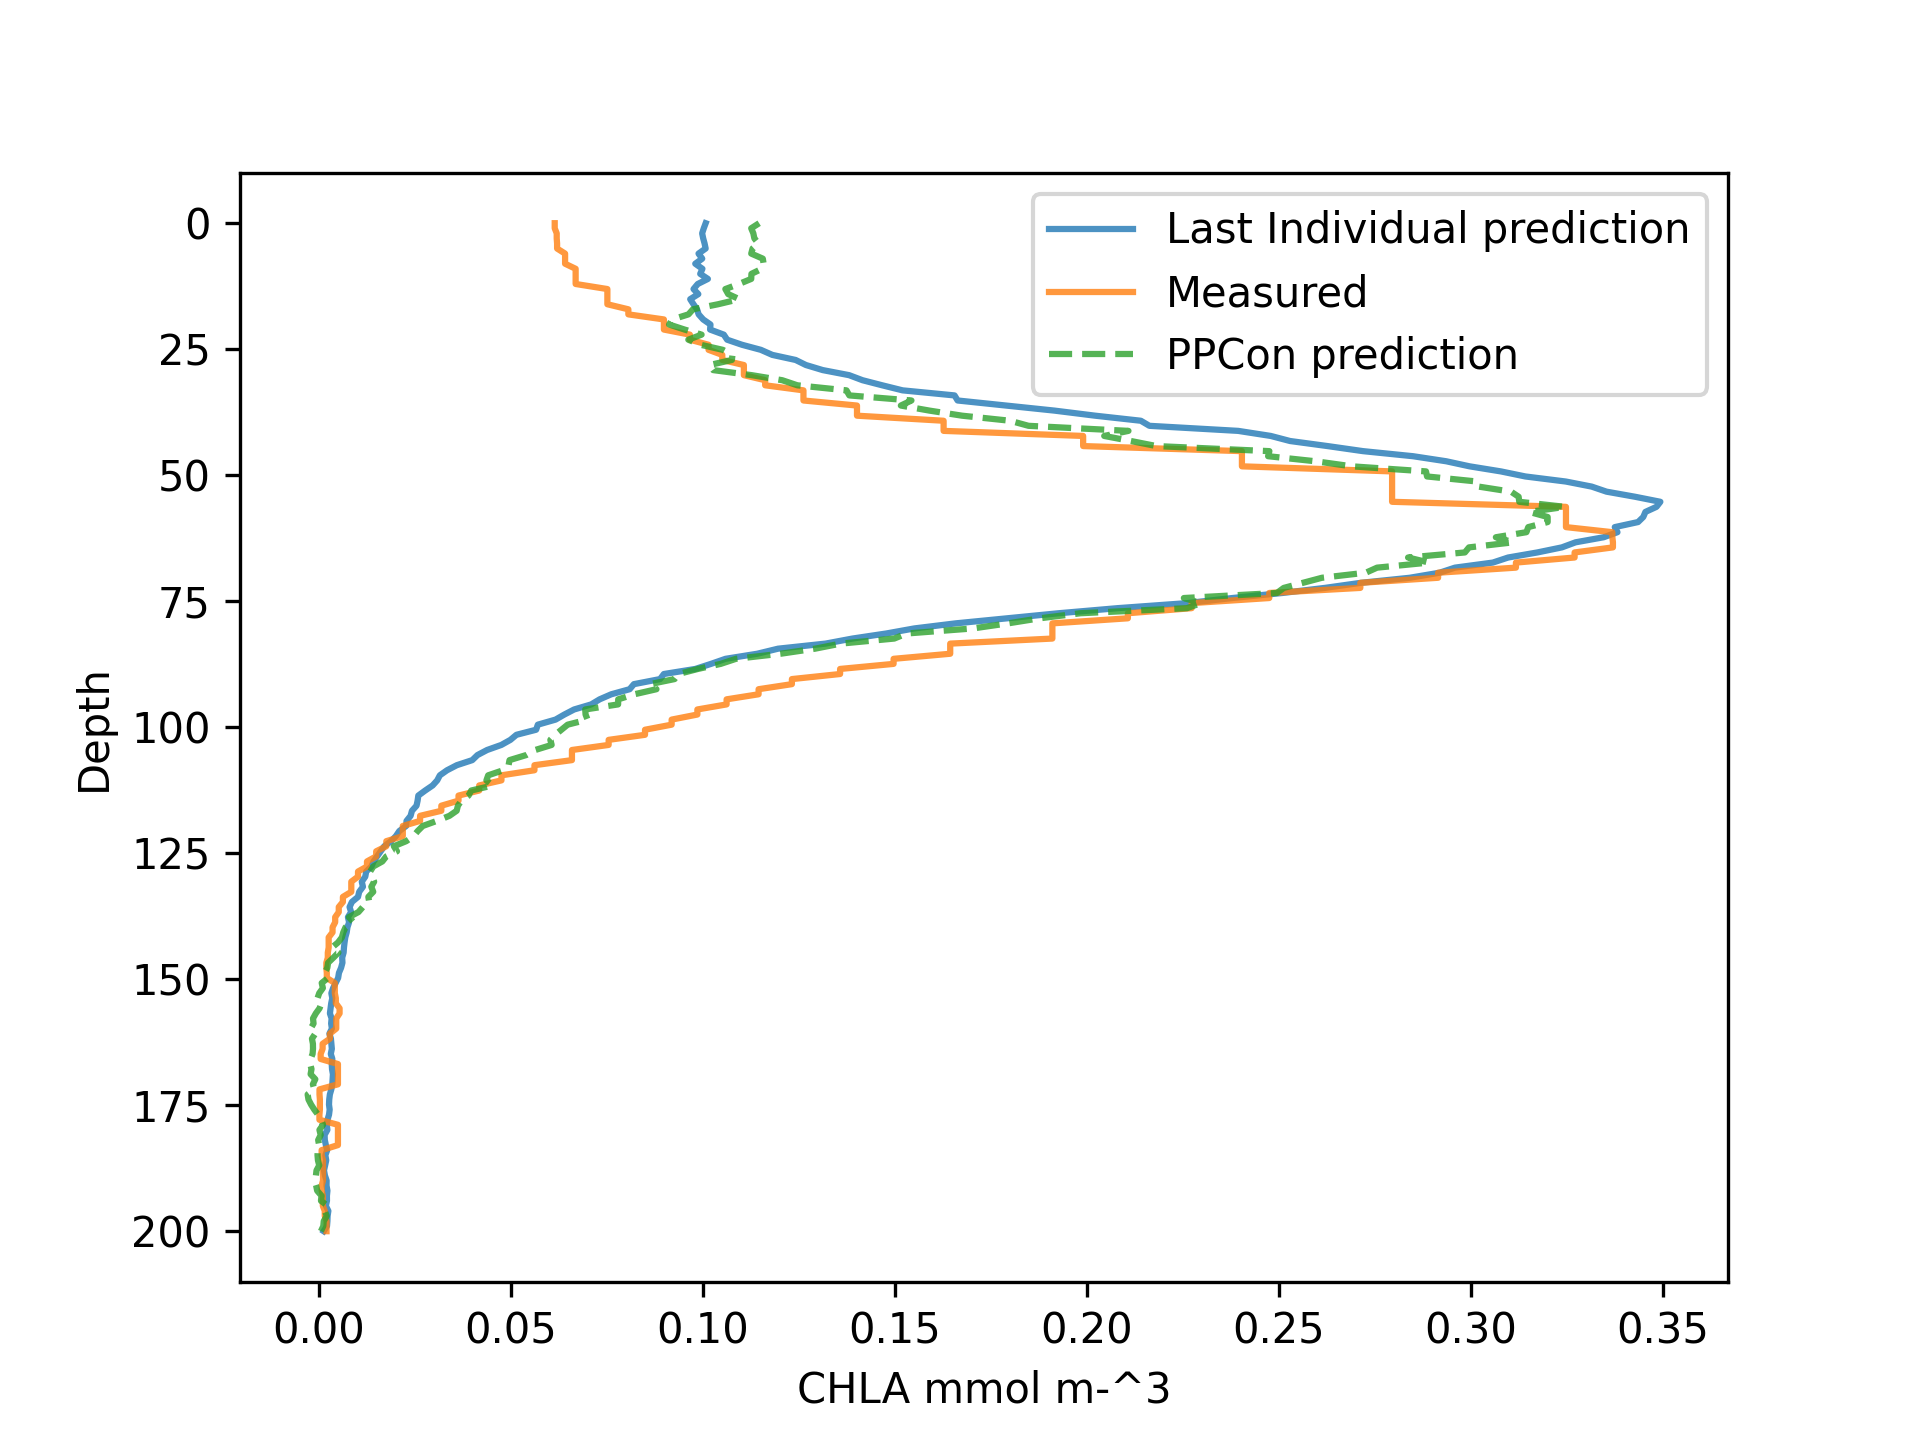 Last Individual prediction
Measured
PPCon prediction
0
25
50
75
100
125
150
175
200
Depth
0.00 0.05 0.10 0.15 0.20 0.25 0.30 0.35
CHLA mmol m-^3